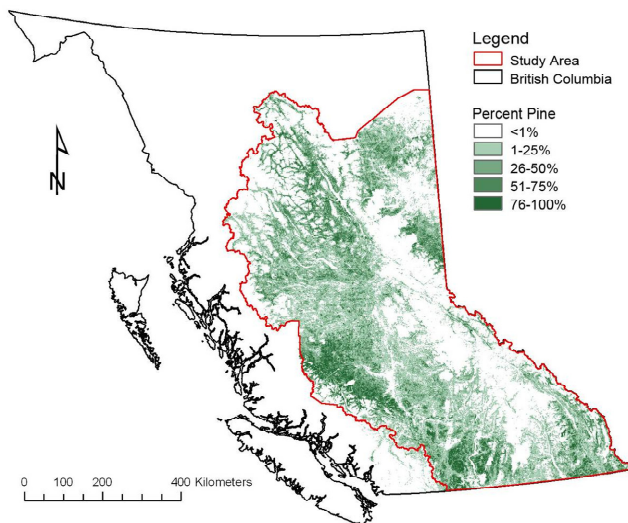 Legend
Study Area
British Columbia
Percent Pine
<1%
1-25%
26-50%
51-75%
76-100%
N
0 100 200 400 Kilometers